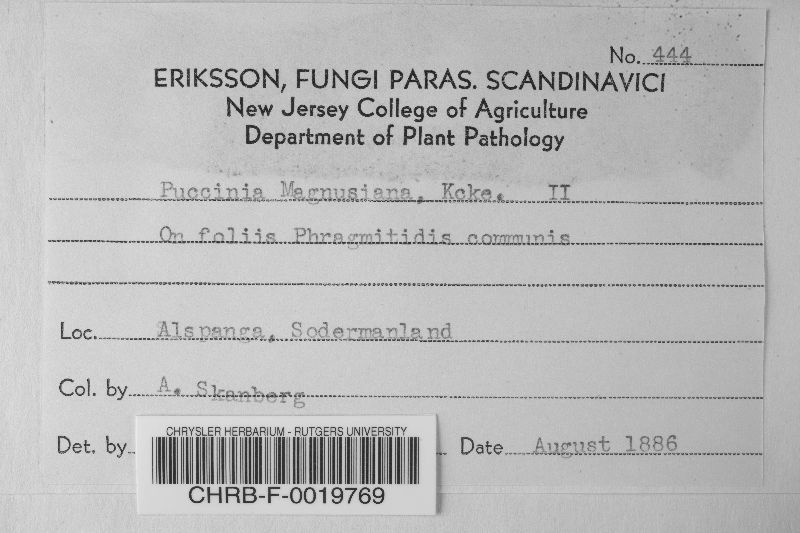 No. 444
ERIKSSON, FUNGI PARAS. SCANDINAVICI
New Jersey College of Agriculture
Department of Plant Pathology
Puccinia Magnusiana, Kcke. II
On foliis Phragmitidis communis
Loc. Alspanga, Sodermanland
Col. by A. Skanberg
Det. by
Date August 1886
CHRYSLER HERBARIUM - RUTGERS UNIVERSITY
CHRB-F-0019769